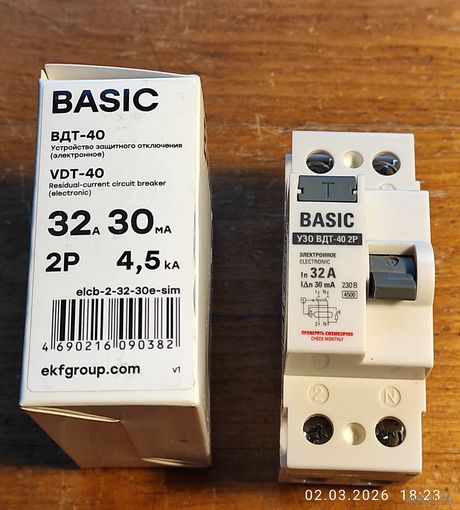 BASIC
ВДТ-40
Устройство защитного отключения
(электронное)
VDT-40
Residual-current circuit breaker
(electronic)
32A 30MA
2P 4,5 kA
elcb-2-32-30e-sim
4 690216 090382
ekfgroup.com v1
T
BASIC
УЗО ВДТ-40 2P
ЭЛЕКТРОННОЕ
ELECTRONIC
In 32 A
IΔn 30 mA 230 В
4500
ПРОВЕРЯТЬ ЕЖЕМЕСЯЧНО
CHECK MONTHLY
2 N
02.03.2026 18:23